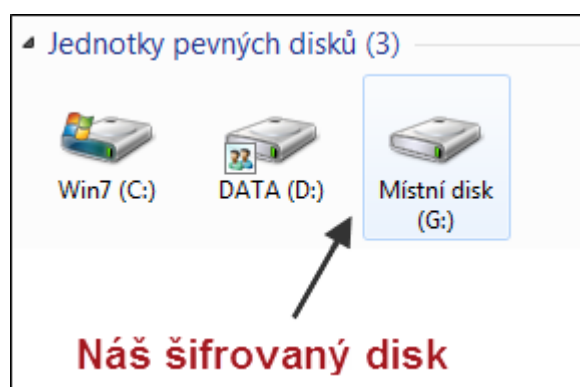 Jednotky pevných disků (3)
Win7 (C:)
DATA (D:)
Místní disk
(G:)
Náš šifrovaný disk